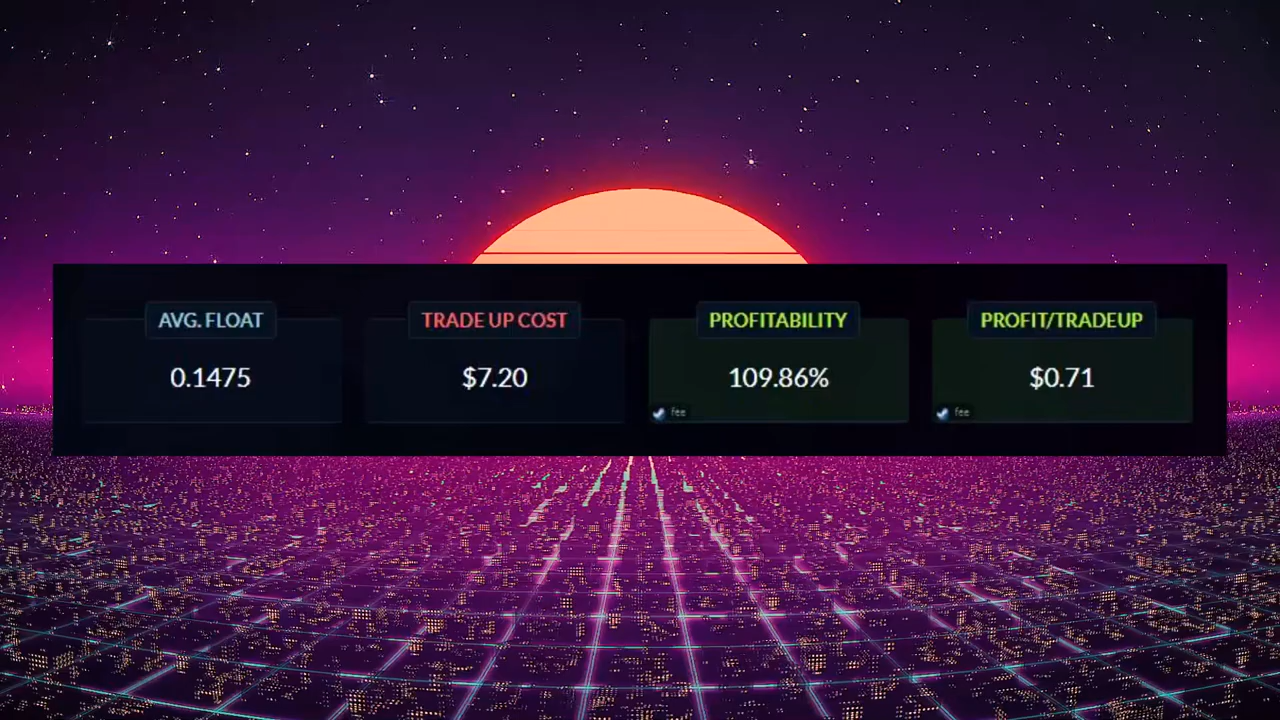 AVG. FLOAT
TRADE UP COST
PROFITABILITY
PROFIT/TRADEUP
0.1475
$7.20
109.86%
$0.71
fee
fee